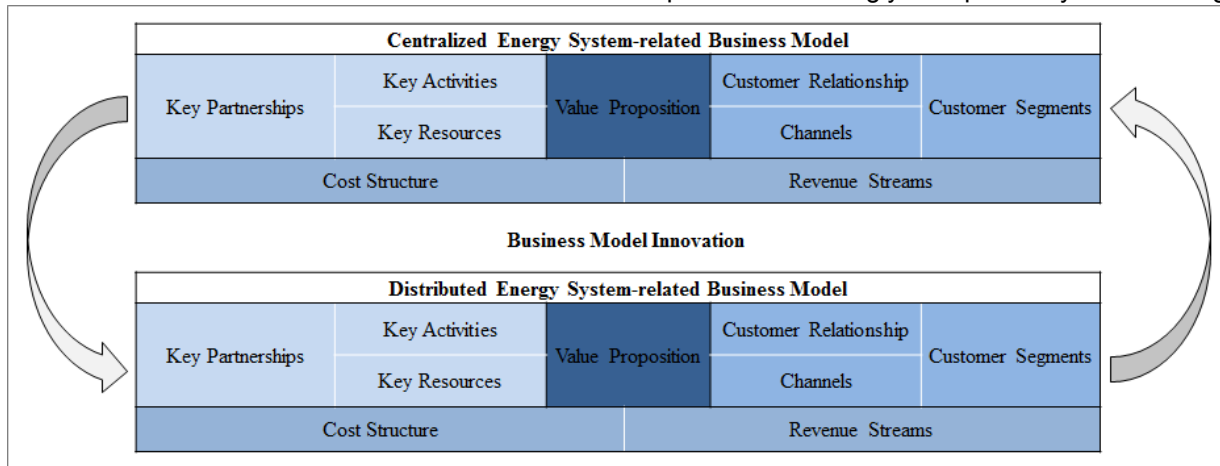 Centralized Energy System-related Business Model
Key Partnerships
Key Activities
Key Resources
Value Proposition
Customer Relationship
Channels
Customer Segments
Cost Structure
Revenue Streams
Business Model Innovation
Distributed Energy System-related Business Model
Key Partnerships
Key Activities
Key Resources
Value Proposition
Customer Relationship
Channels
Customer Segments
Cost Structure
Revenue Streams